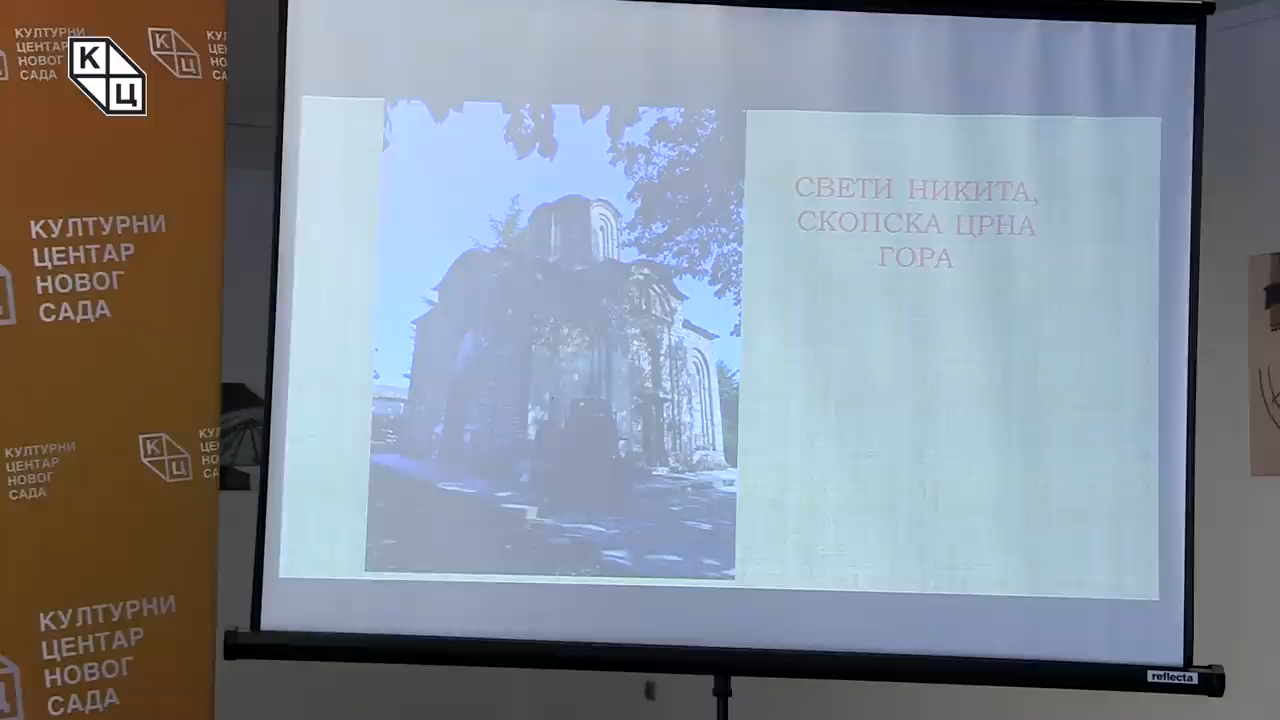 КУЛТУРНИ
ЦЕНТАР
НОВОГ
САДА
К
Ц
К
Ц
СВЕТИ НИКИТА,
СКОПСКА ЦРНА
ГОРА
КУЛТУРНИ
ЦЕНТАР
НОВОГ
САДА
КУЛТУРНИ
ЦЕНТАР
НОВОГ
САДА
К
Ц
КУЛТУРНИ
ЦЕНТАР
НОВОГ
САДА
reflecta